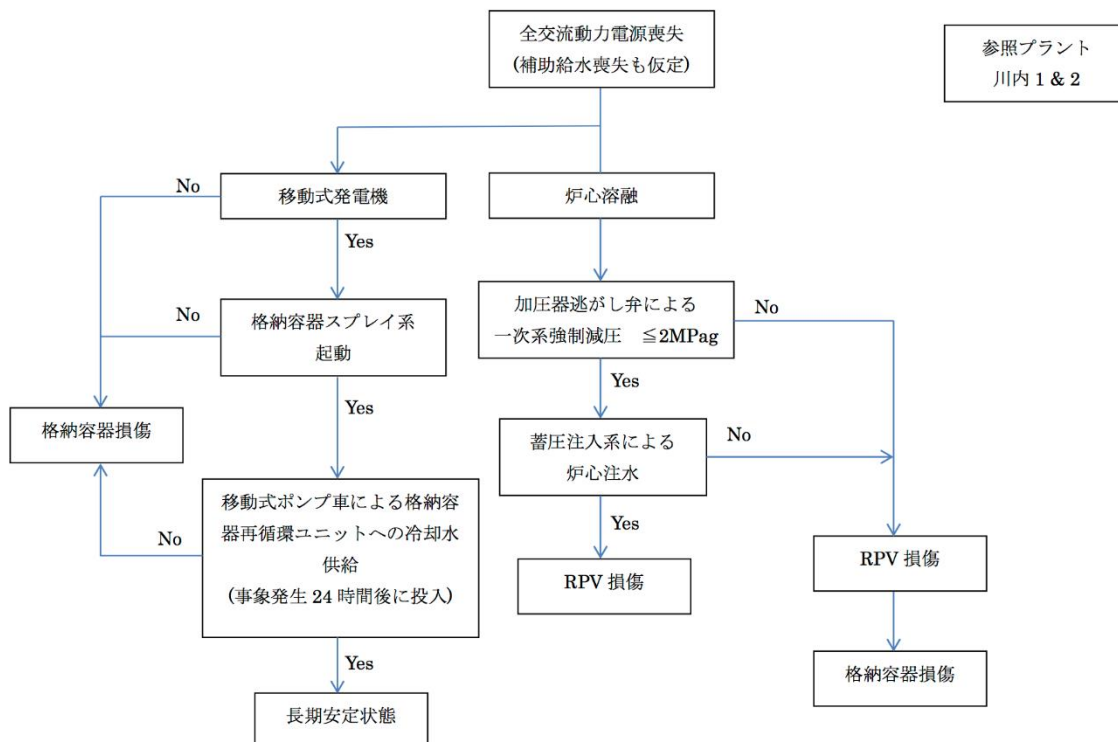 全交流動力電源喪失
(補助給水喪失も仮定)
参照プラント
川内 1 & 2
No
移動式発電機
炉心溶融
Yes
加圧器逃がし弁による
一次系強制減圧 ≦2MPag
No
No
格納容器スプレイ系
起動
Yes
Yes
格納容器損傷
蓄圧注入系による
炉心注水
No
移動式ポンプ車による格納容
器再循環ユニットへの冷却水
供給
(事象発生 24 時間後に投入)
No
Yes
RPV 損傷
RPV 損傷
Yes
格納容器損傷
長期安定状態